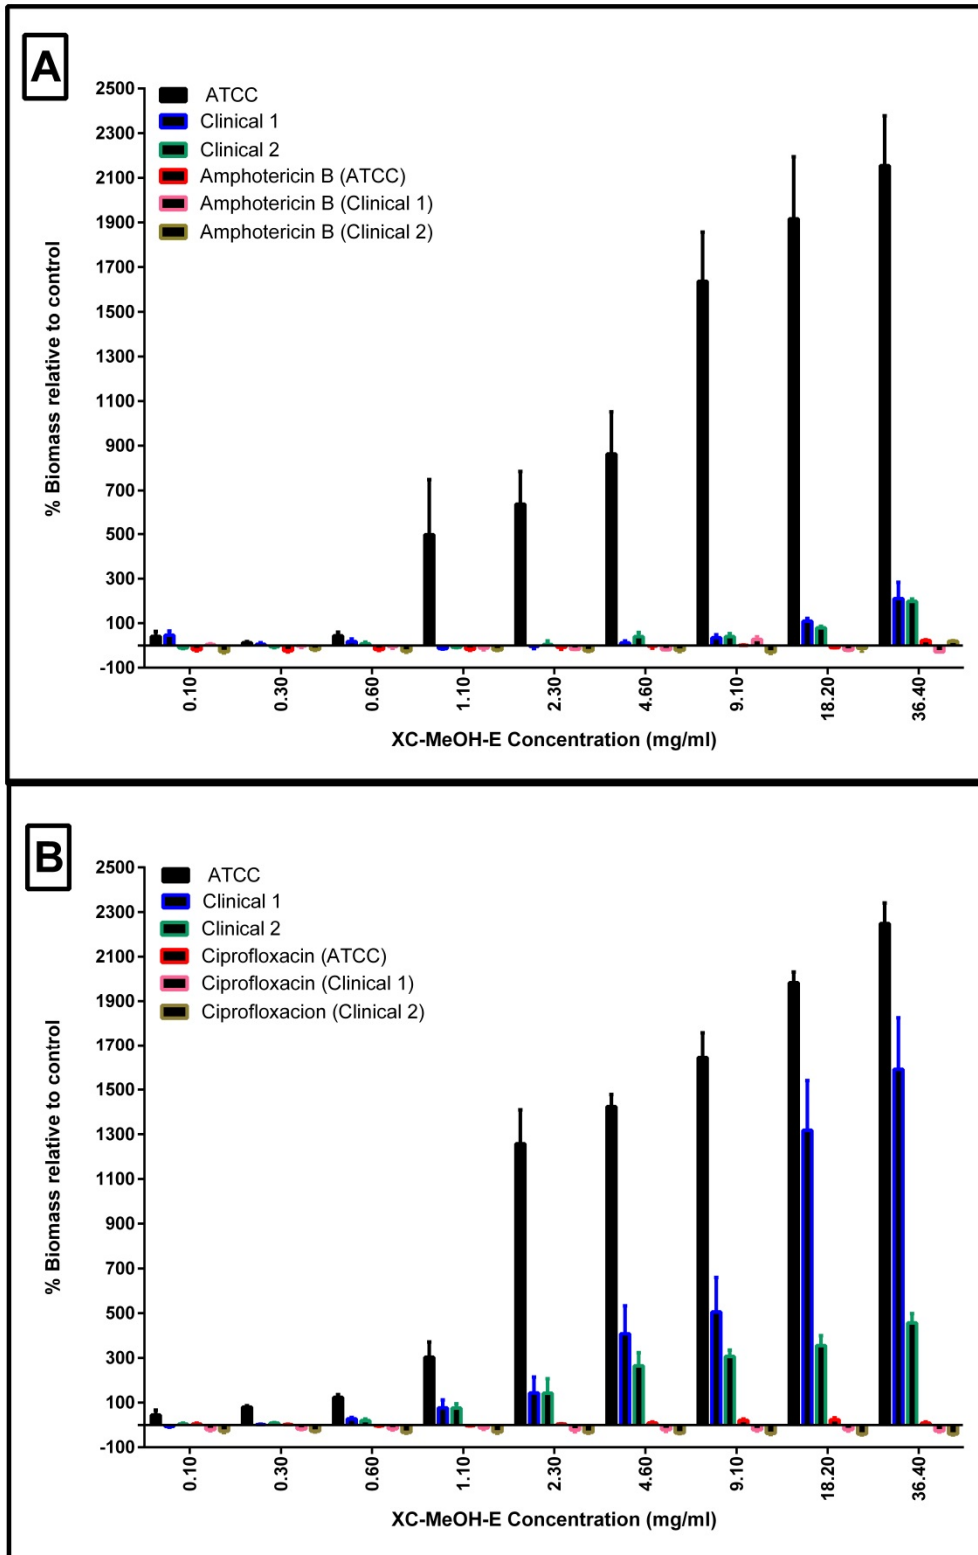 A
2500
2300
2100
1900
1700
1500
1300
1100
900
700
500
300
100
-100
% Biomass relative to control
ATCC
Clinical 1
Clinical 2
Amphotericin B (ATCC)
Amphotericin B (Clinical 1)
Amphotericin B (Clinical 2)
0.10
0.30
0.60
1.10
2.30
4.60
9.10
18.20
36.40
XC-MeOH-E Concentration (mg/ml)
B
2500
2300
2100
1900
1700
1500
1300
1100
900
700
500
300
100
-100
% Biomass relative to control
ATCC
Clinical 1
Clinical 2
Ciprofloxacin (ATCC)
Ciprofloxacin (Clinical 1)
Ciprofloxacion (Clinical 2)
0.10
0.30
0.60
1.10
2.30
4.60
9.10
18.20
36.40
XC-MeOH-E Concentration (mg/ml)